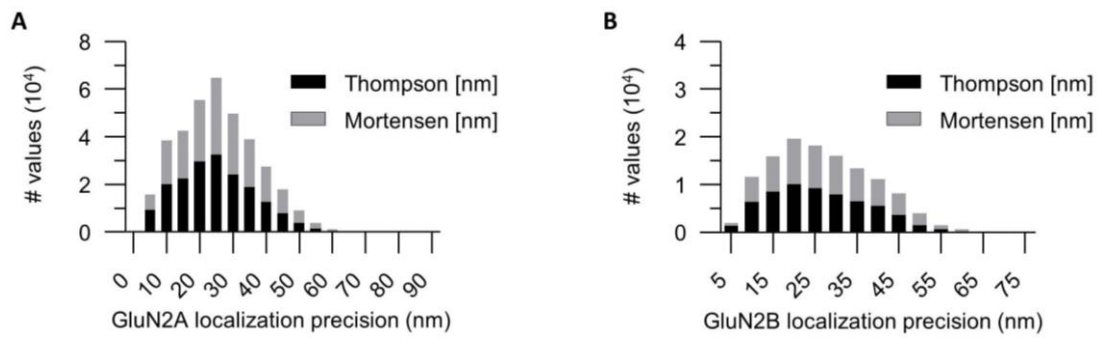 A
# values (10⁴)
8
6
4
2
0
Thompson [nm]
Mortensen [nm]
0 10 20 30 40 50 60 70 80 90
GluN2A localization precision (nm)
B
# values (10⁴)
4
3
2
1
0
Thompson [nm]
Mortensen [nm]
5 15 25 35 45 55 65 75
GluN2B localization precision (nm)